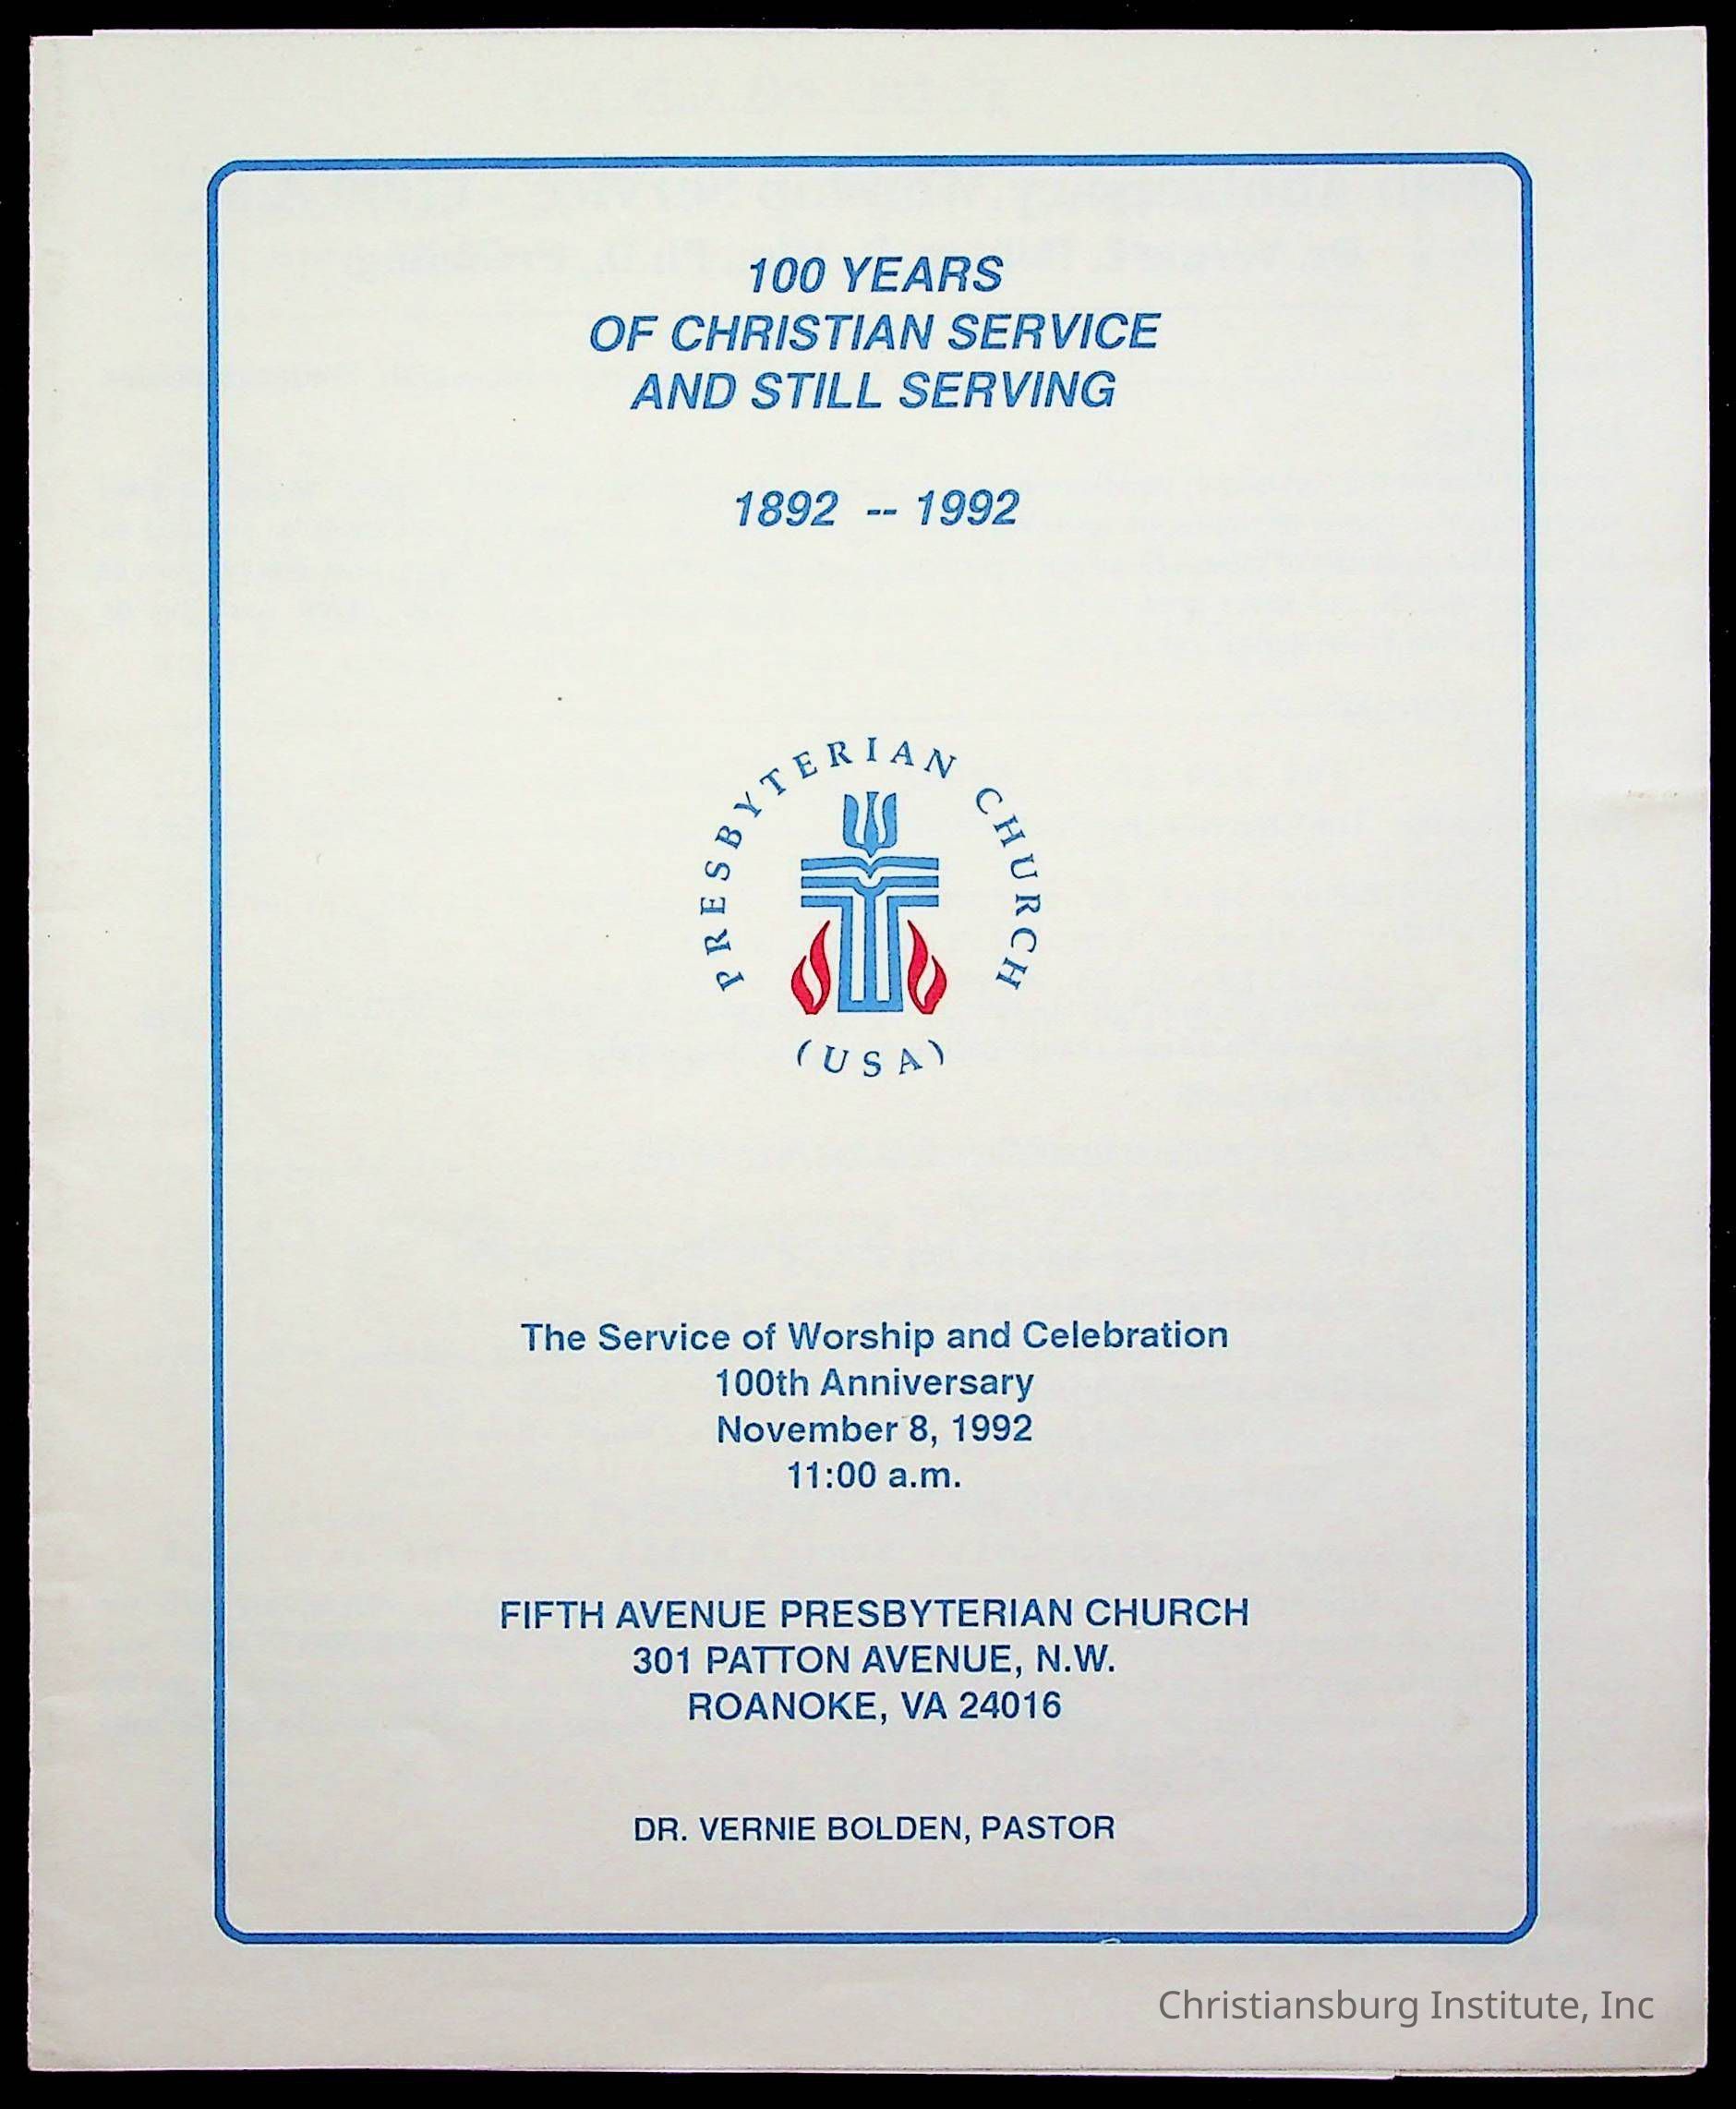 100 YEARS
OF CHRISTIAN SERVICE
AND STILL SERVING
1892 -- 1992
PRESBYTERIAN CHURCH
(USA)
The Service of Worship and Celebration
100th Anniversary
November 8, 1992
11:00 a.m.
FIFTH AVENUE PRESBYTERIAN CHURCH
301 PATTON AVENUE, N.W.
ROANOKE, VA 24016
DR. VERNIE BOLDEN, PASTOR
Christiansburg Institute, Inc